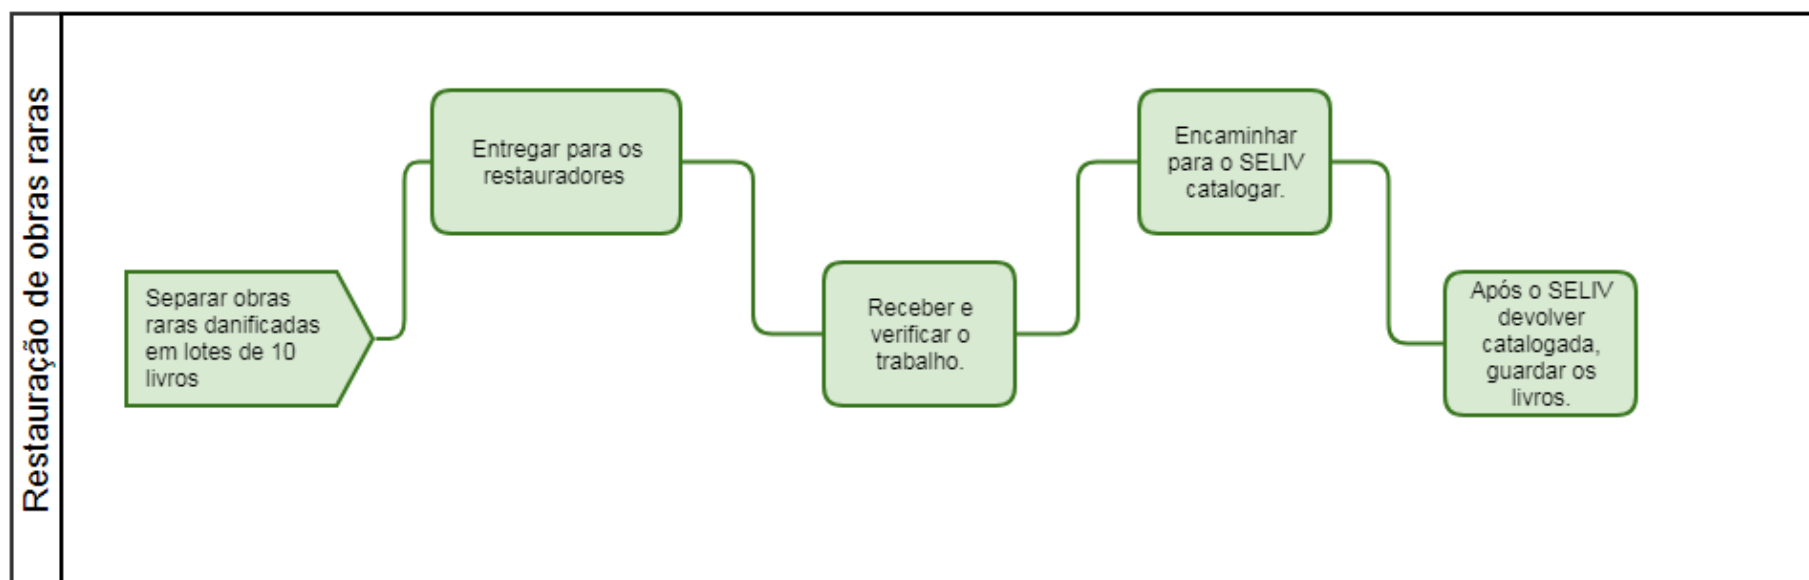 Restauração de obras raras
Separar obras
raras danificadas
em lotes de 10
livros
Entregar para os
restauradores
Receber e
verificar o
trabalho.
Encaminhar
para o SELIV
catalogar.
Após o SELIV
devolver
catalogada,
guardar os
livros.